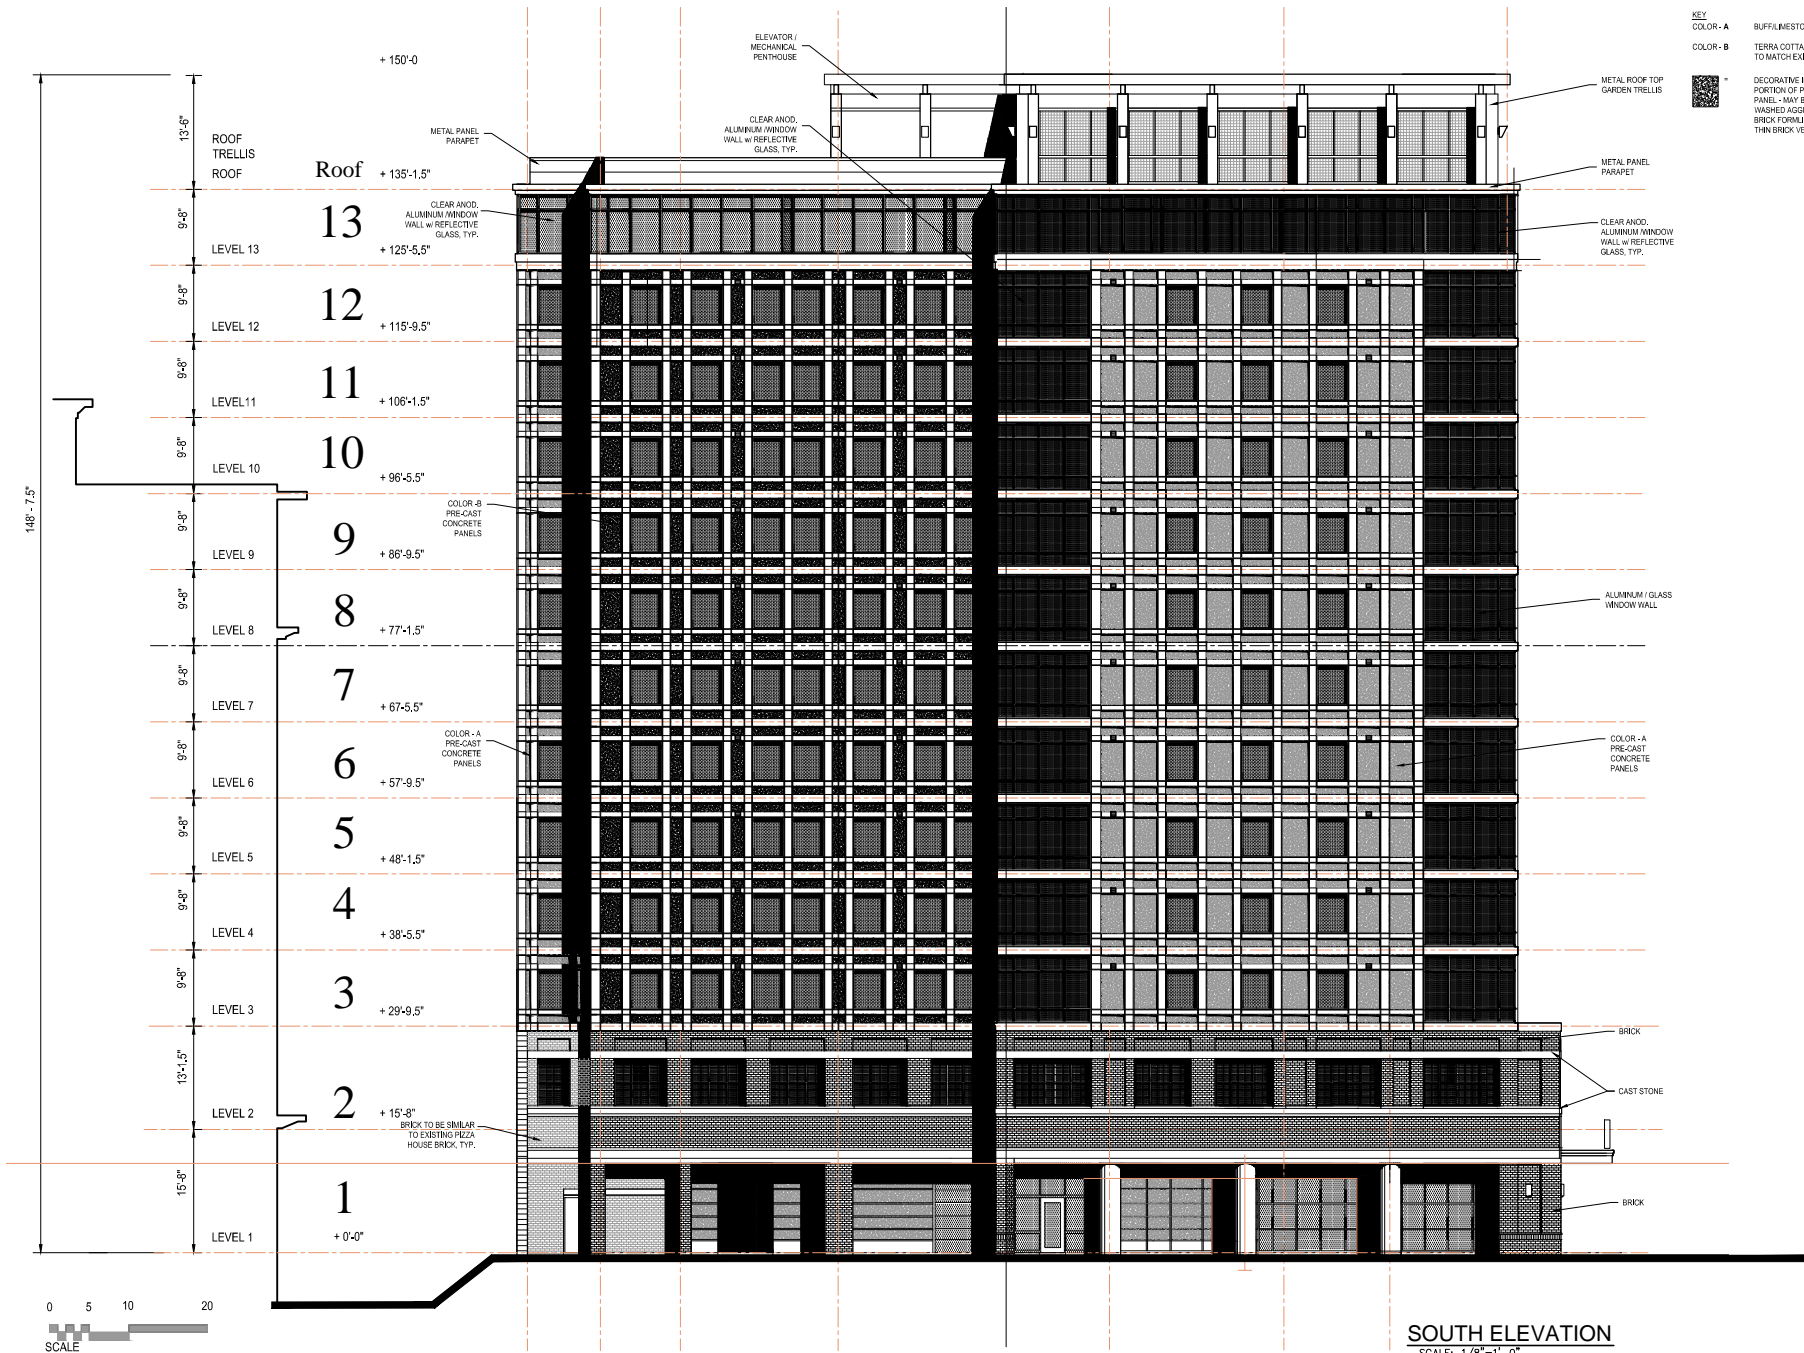 KEY
COLOR - A BUFF/LIMESTO
COLOR - B TERRA COTTA
TO MATCH EXI
= DECORATIVE I
PORTION OF P
PANEL - MAY B
WASHED AGG
BRICK FORMLI
THIN BRICK VE
+ 150'-0
ELEVATOR /
MECHANICAL
PENTHOUSE
METAL ROOF TOP
GARDEN TRELLIS
CLEAR ANOD.
ALUMINUM /WINDOW
WALL w/ REFLECTIVE
GLASS, TYP.
METAL PANEL
PARAPET
METAL PANEL
PARAPET
13'-6"
ROOF
TRELLIS
ROOF
Roof
+ 135'-1.5"
CLEAR ANOD.
ALUMINUM /WINDOW
WALL w/ REFLECTIVE
GLASS, TYP.
CLEAR ANOD.
ALUMINUM /WINDOW
WALL w/ REFLECTIVE
GLASS, TYP.
9'-8"
LEVEL 13
13
+ 125'-5.5"
9'-8"
LEVEL 12
12
+ 115'-9.5"
9'-8"
LEVEL11
11
+ 106'-1.5"
9'-8"
LEVEL 10
10
+ 96'-5.5"
148' - 7.5"
COLOR -B
PRE-CAST
CONCRETE
PANELS
9'-8"
LEVEL 9
9
+ 86'-9.5"
9'-8"
LEVEL 8
8
+ 77'-1.5"
ALUMINUM / GLASS
WINDOW WALL
9'-8"
LEVEL 7
7
+ 67-5.5"
COLOR - A
PRE-CAST
CONCRETE
PANELS
COLOR - A
PRE-CAST
CONCRETE
PANELS
9'-8"
LEVEL 6
6
+ 57'-9.5"
9'-8"
LEVEL 5
5
+ 48'-1.5"
9'-8"
LEVEL 4
4
+ 38'-5.5"
9'-8"
LEVEL 3
3
+ 29'-9.5"
BRICK
13'-1.5"
LEVEL 2
2
+ 15'-8"
CAST STONE
BRICK TO BE SIMILAR
TO EXISTING PIZZA
HOUSE BRICK, TYP.
15'-8"
LEVEL 1
1
+ 0'-0"
BRICK
0 5 10 20
SCALE
SOUTH ELEVATION
SCALE: 1/8"=1'-0"